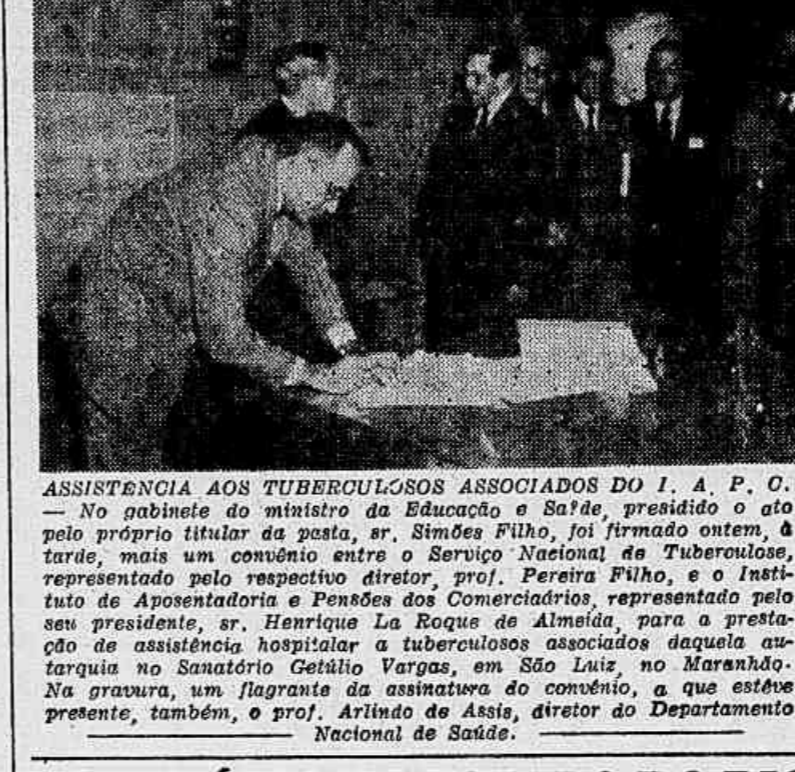 ASSISTENCIA AOS TUBERCULOSOS ASSOCIADOS DO I. A. P. C.
— No gabinete do ministro da Educação e Saúde, presidido o ato
pelo próprio titular da pasta, sr. Simões Filho, foi firmado ontem, à
tarde, mais um convênio entre o Serviço Nacional de Tuberculose,
representado pelo respectivo diretor, prof. Pereira Filho, e o Insti-
tuto de Aposentadoria e Pensões dos Comerciários, representado pelo
seu presidente, sr. Henrique La Roque de Almeida, para a presta-
ção de assistência hospitalar a tuberculosos associados daquela au-
tarquia no Sanatório Getúlio Vargas, em São Luiz, no Maranhão.
Na gravura, um flagrante da assinatura do convênio, a que estêve
presente, também, o prof. Arlindo de Assis, diretor do Departamento
Nacional de Saúde.